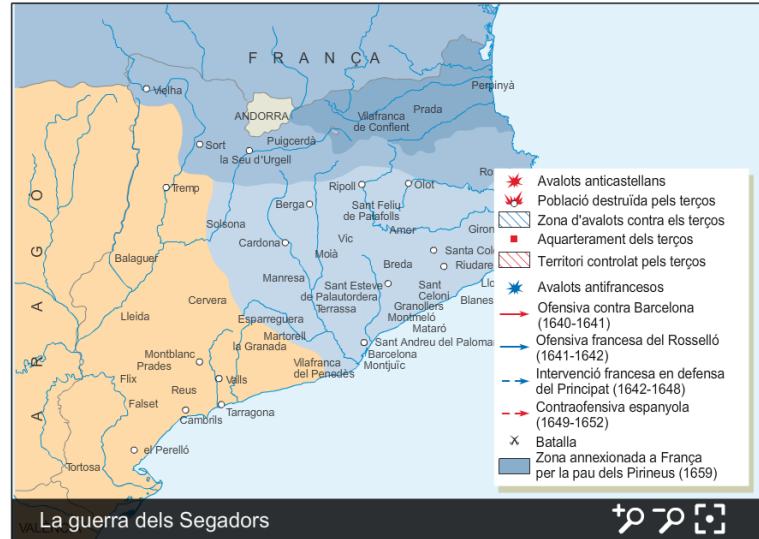 FRANÇA
Vielha
ANDORRA
Perpinyà
Prada
Vilafranca
de Conflent
Sort
Puigcerdà
la Seu d'Urgell
Tremp
Ripoll
Olot
Berga
Sant Feliu
de Palafolls
Solsona
Amer
Cardona
Vic
Moià
Santa Colo
Balaguer
Breda
Riudare
Manresa
Sant Esteve
de Palautordera
Sant
Celoni
Cervera
Terrassa
Granollers
Blanes
Lleida
Esparreguera
Montmeló
Mataró
Martorell
la Granada
Sant Andreu del Palomar
Montblanc
Prades
Barcelona
Montjuïc
Vilafranca
del Penedès
Flix
Reus
Valls
Falset
Tarragona
Cambrils
el Perelló
Tortosa
ARAGÓ
VALÈNCIA
Avalots anticastellans
Població destruïda pels terços
Zona d'avalots contra els terços
Aquarterament dels terços
Territori controlat pels terços
Avalots antifrancesos
Ofensiva contra Barcelona
(1640-1641)
Ofensiva francesa del Rosselló
(1641-1642)
Intervenció francesa en defensa
del Principat (1642-1648)
Contraofensiva espanyola
(1649-1652)
Batalla
Zona annexionada a França
per la pau dels Pirineus (1659)
La guerra dels Segadors